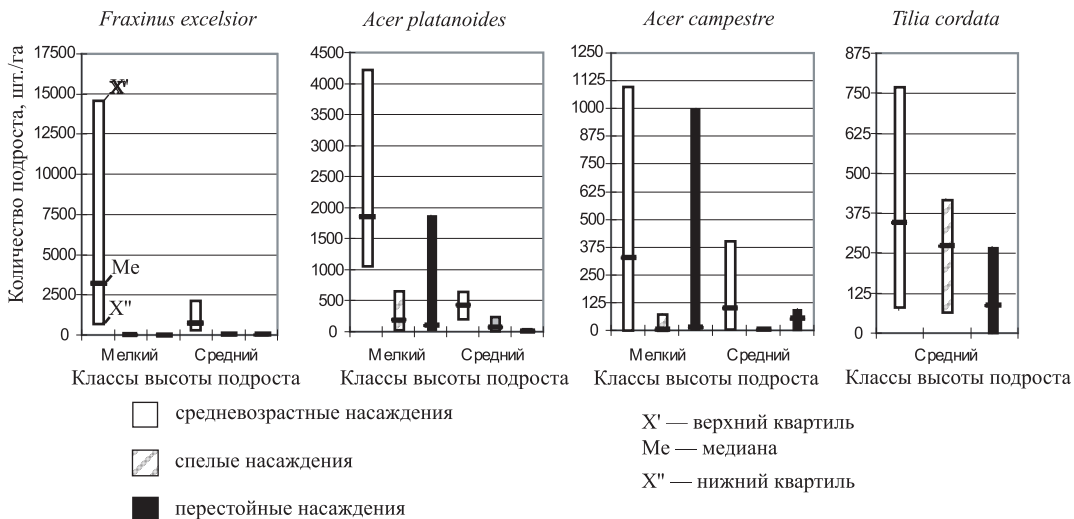 Fraxinus excelsior
Acer platanoides
Acer campestre
Tilia cordata
Количество подроста, шт./га
17500
15000
12500
10000
7500
5000
2500
0
X'
Me
X"
Мелкий Средний
Классы высоты подроста
4500
4000
3500
3000
2500
2000
1500
1000
500
0
Мелкий Средний
Классы высоты подроста
1250
1125
1000
875
750
625
500
375
250
125
0
Мелкий Средний
Классы высоты подроста
875
750
625
500
375
250
125
0
Средний
Классы высоты подроста
средневозрастные насаждения
спелые насаждения
перестойные насаждения
X' — верхний квартиль
Me — медиана
X" — нижний квартиль